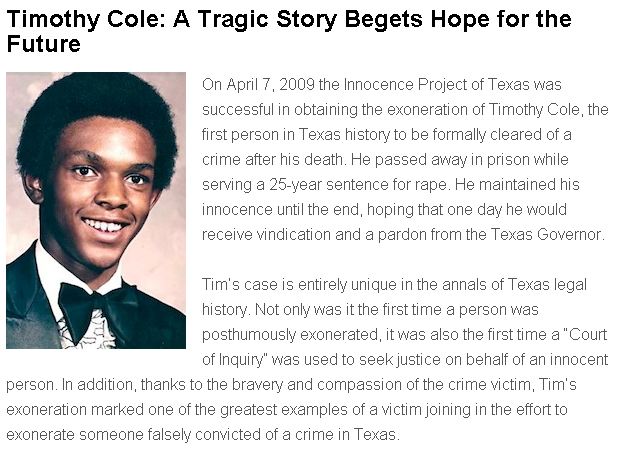 Timothy Cole: A Tragic Story Begets Hope for the
Future
On April 7, 2009 the Innocence Project of Texas was
successful in obtaining the exoneration of Timothy Cole, the
first person in Texas history to be formally cleared of a
crime after his death. He passed away in prison while
serving a 25-year sentence for rape. He maintained his
innocence until the end, hoping that one day he would
receive vindication and a pardon from the Texas Governor.
Tim's case is entirely unique in the annals of Texas legal
history. Not only was it the first time a person was
posthumously exonerated, it was also the first time a "Court
of Inquiry" was used to seek justice on behalf of an innocent
person. In addition, thanks to the bravery and compassion of the crime victim, Tim's
exoneration marked one of the greatest examples of a victim joining in the effort to
exonerate someone falsely convicted of a crime in Texas.